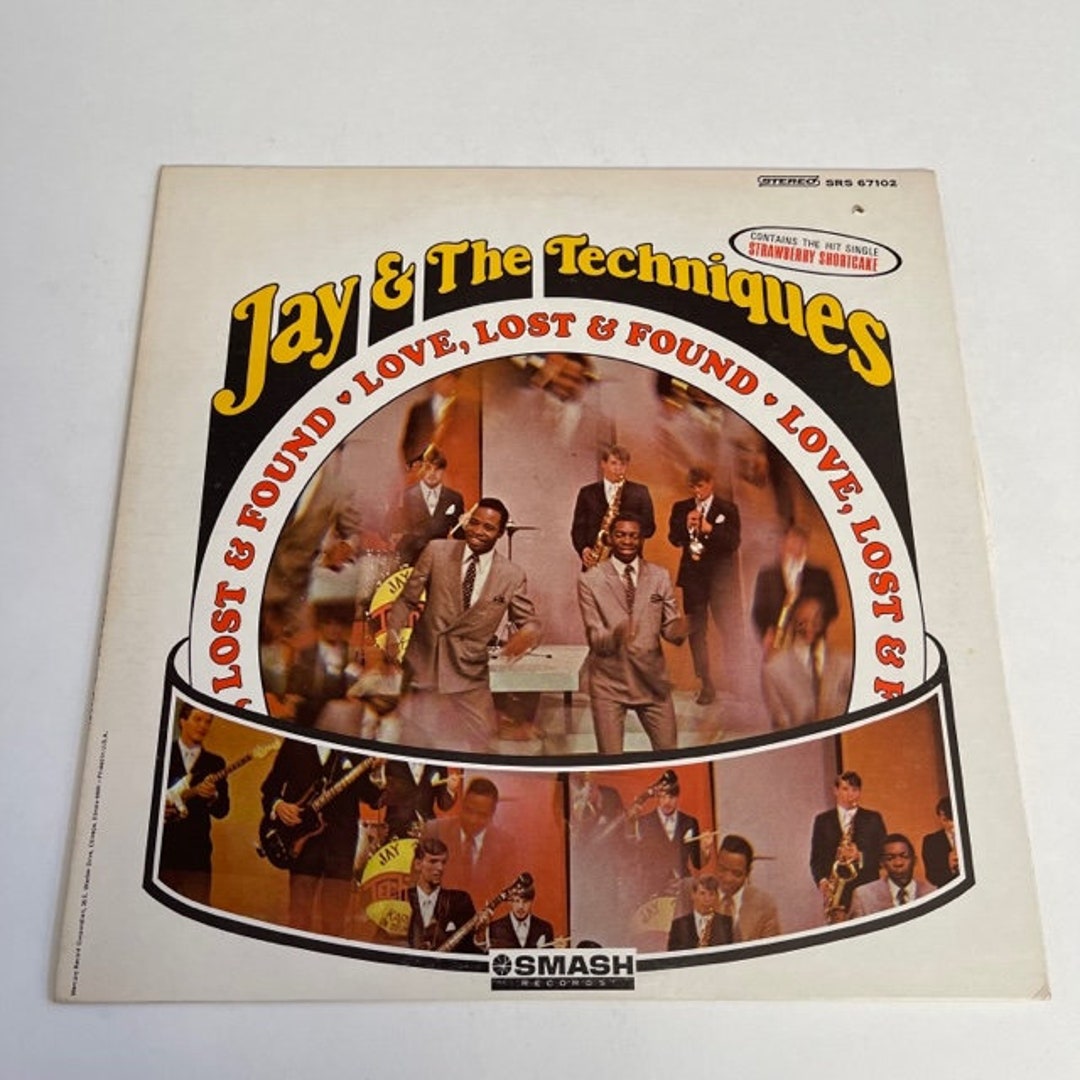 STEREO SRS 67102
CONTAINS THE HIT SINGLE
STRAWBERRY SHORTCAKE
Jay & The Techniques
LOST & FOUND ♥ LOVE, LOST & FOUND ♥ LOVE, LOST & F
JAY
JAY
TECH
SMASH
RECORDS